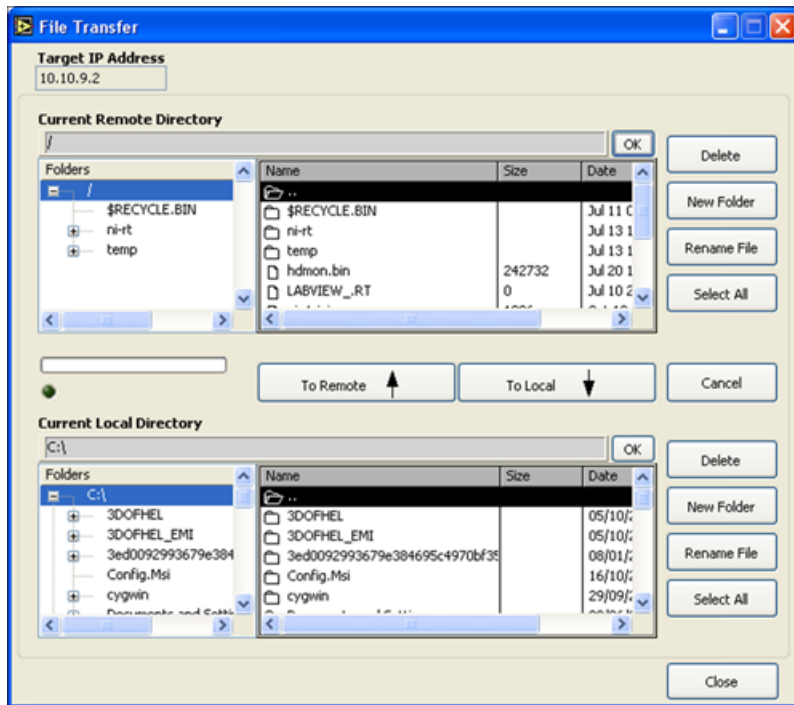 File Transfer
Target IP Address
10.10.9.2
Current Remote Directory
/
OK
Folders
/
$RECYCLE.BIN
ni-rt
temp
Name Size Date
..
$RECYCLE.BIN Jul 11
ni-rt Jul 13 1
temp Jul 13 1
hdmon.bin 242732 Jul 20 1
LABVIEW_.RT 0 Jul 10 2
Delete
New Folder
Rename File
Select All
To Remote
To Local
Cancel
Current Local Directory
C:\
OK
Folders
C:\
3DOFHEL
3DOFHEL_EMI
3ed0092993679e384
Config.Msi
cygwin
Name Size Date
..
3DOFHEL 05/10/
3DOFHEL_EMI 05/10/
3ed0092993679e384695c4970bf35 08/01/
Config.Msi 16/10/
cygwin 29/09/
Delete
New Folder
Rename File
Select All
Close